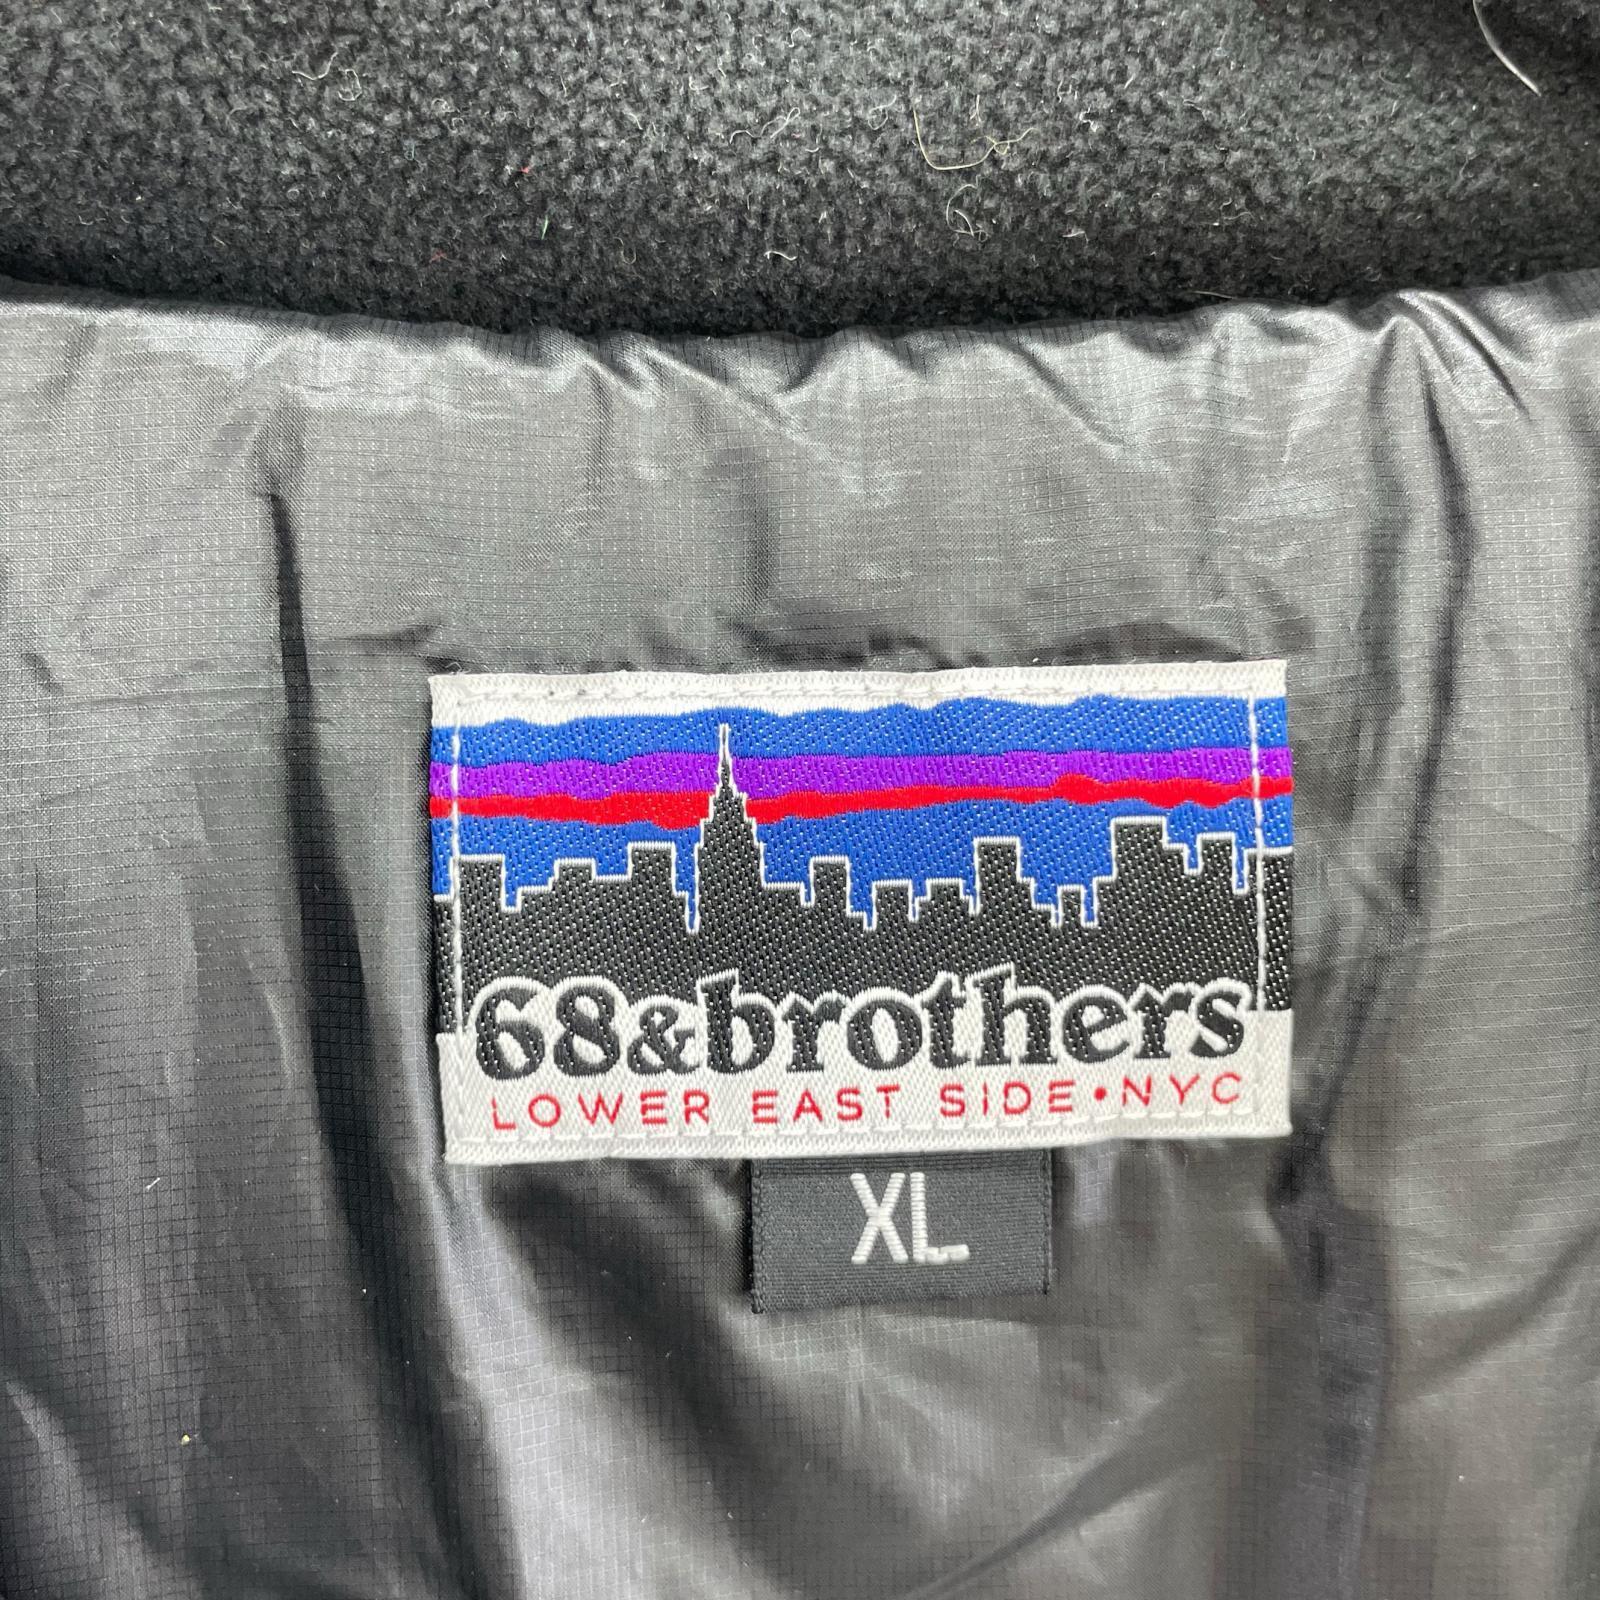 68&brothers
LOWER EAST SIDE•NYC
XL